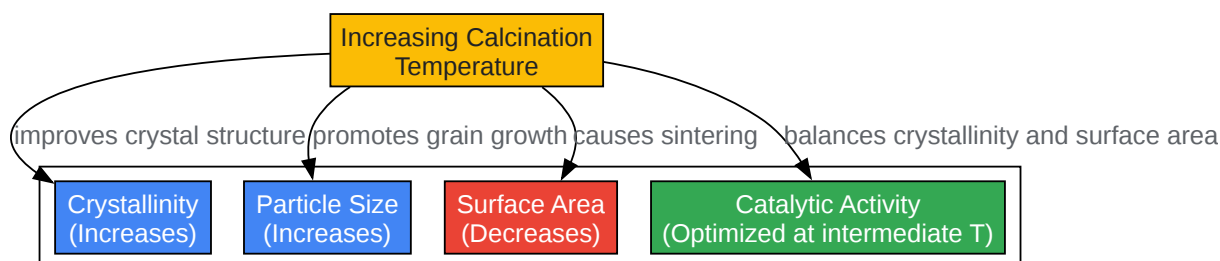 Increasing Calcination
Temperature
improves crystal structure
promotes grain growth
causes sintering
balances crystallinity and surface area
Crystallinity
(Increases)
Particle Size
(Increases)
Surface Area
(Decreases)
Catalytic Activity
(Optimized at intermediate T)